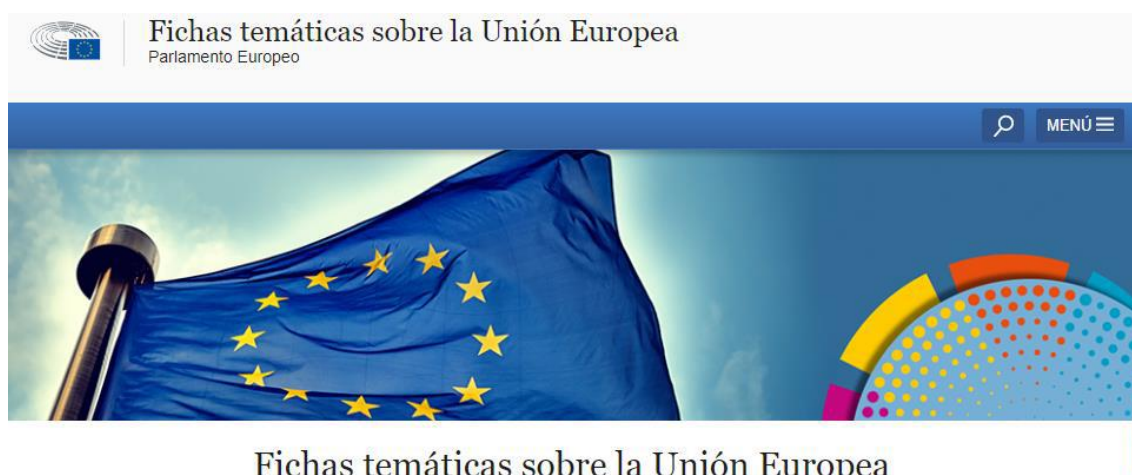 Fichas temáticas sobre la Unión Europea
Parlamento Europeo
MENÚ
Fichas temáticas sobre la Unión Europea